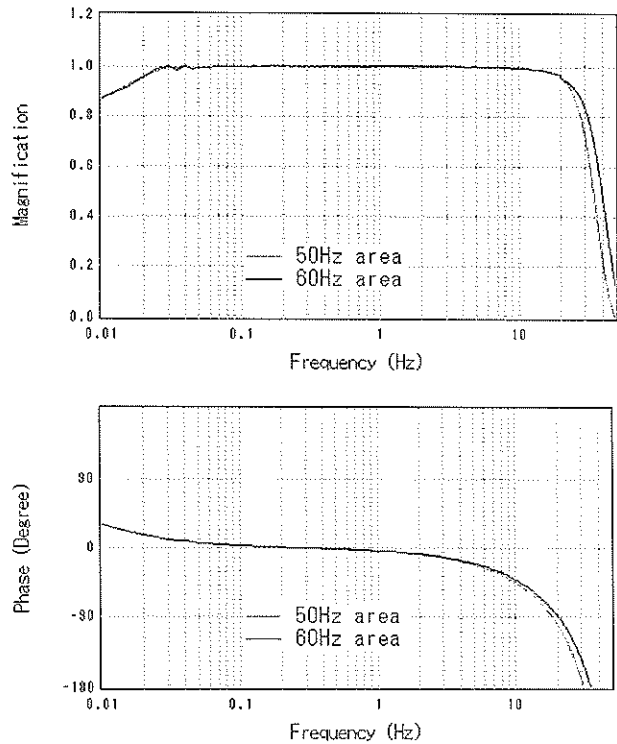 1.2
1.0
0.8
0.6
0.4
0.2
0.0
Magnification
50Hz area
60Hz area
0.01
0.1
1
10
Frequency (Hz)
90
0
-90
-180
Phase (Degree)
50Hz area
60Hz area
0.01
0.1
1
10
Frequency (Hz)